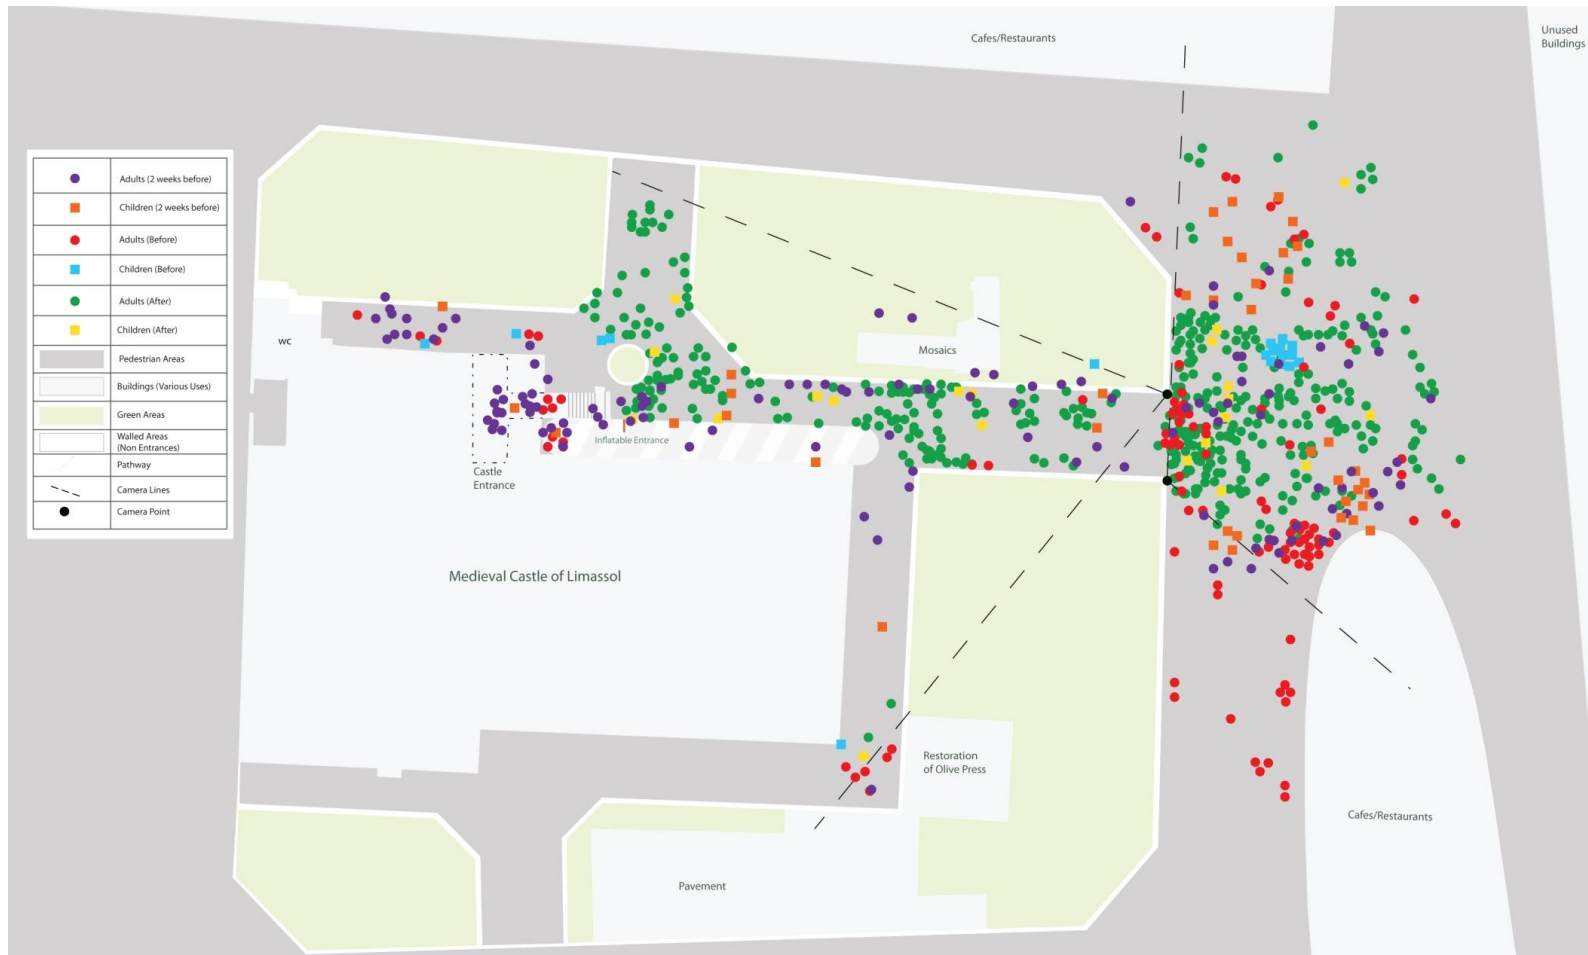 Cafes/Restaurants
Unused
Buildings
Adults (2 weeks before)
Children (2 weeks before)
Adults (Before)
Children (Before)
Adults (After)
Children (After)
Pedestrian Areas
Buildings (Various Uses)
Green Areas
Walled Areas
(Non Entrances)
Pathway
Camera Lines
Camera Point
WC
Mosaics
Inflatable Entrance
Castle
Entrance
Medieval Castle of Limassol
Restoration
of Olive Press
Cafes/Restaurants
Pavement